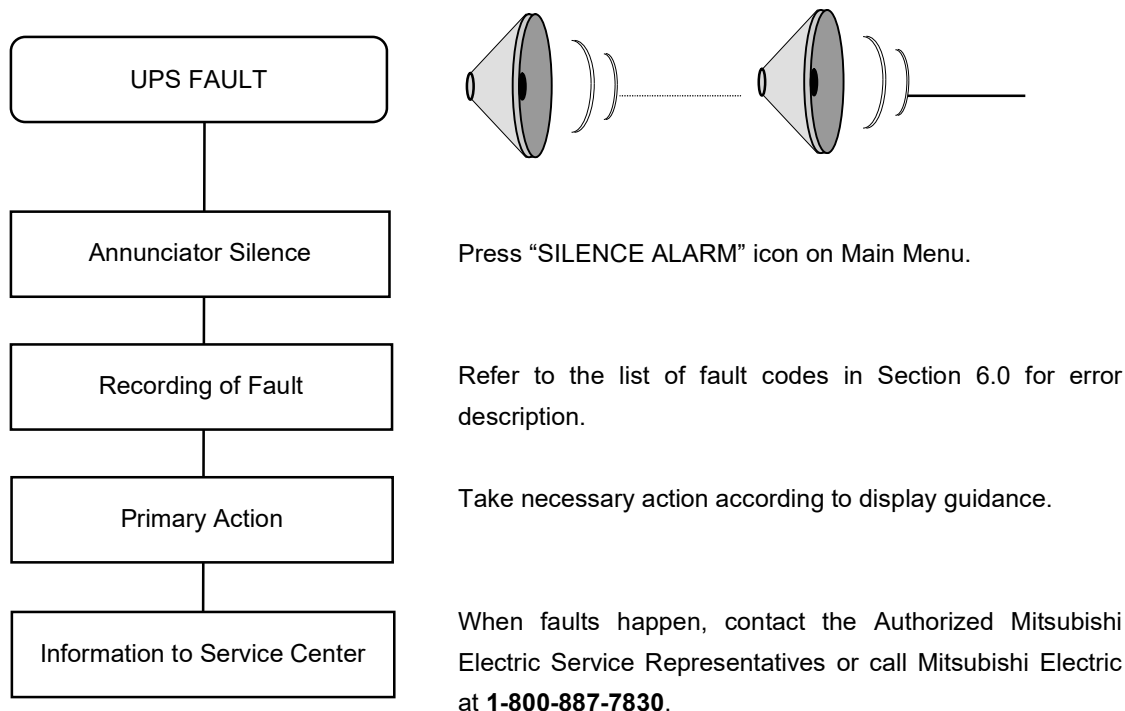 UPS FAULT
Annunciator Silence
Press “SILENCE ALARM” icon on Main Menu.
Recording of Fault
Refer to the list of fault codes in Section 6.0 for error
description.
Primary Action
Take necessary action according to display guidance.
Information to Service Center
When faults happen, contact the Authorized Mitsubishi
Electric Service Representatives or call Mitsubishi Electric
at 1-800-887-7830.